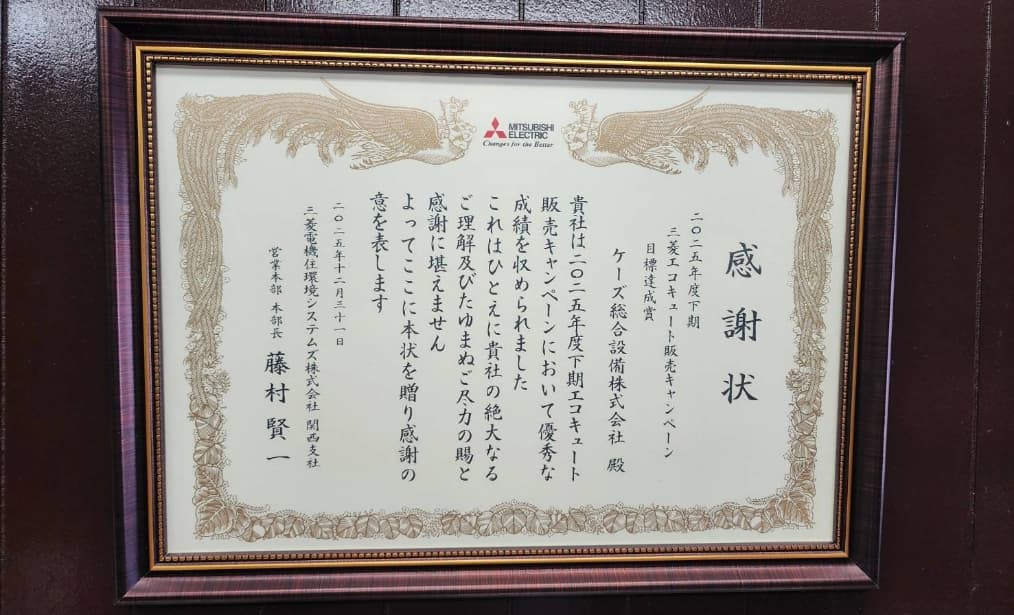 MITSUBISHI
ELECTRIC
Changes for the Better
感謝状
二〇二五年度下期
三菱エコキュート販売キャンペーン
目標達成賞
ケーズ総合設備株式会社 殿
貴社は二〇二五年度下期エコキュート
販売キャンペーンにおいて優秀な
成績を収められました
これはひとえに貴社の絶大なる
ご理解及びたゆまぬご尽力の賜と
感謝に堪えません
よってここに本状を贈り感謝の
意を表します
二〇二五年十二月三十一日
三菱電機住環境システムズ株式会社 関西支社
営業本部 本部長 藤村賢一